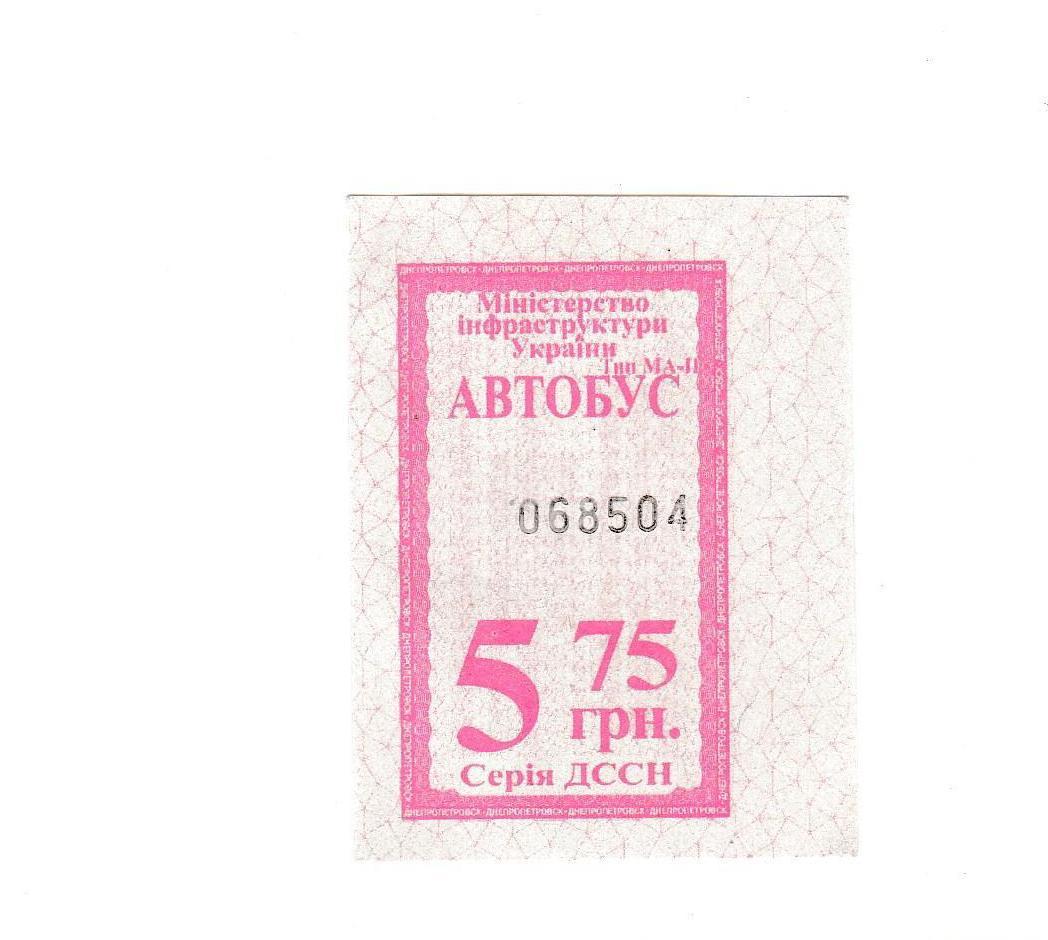 ДНЕПРОПЕТРОВСК·ДНЕПРОПЕТРОВСК·ДНЕПРОПЕТРОВСК·ДНЕПРОПЕТРОВСК
Міністерство
інфраструктури
України
Тип МА-ІІ
АВТОБУС
068504
5 75
грн.
Серія ДССН
ДНЕПРОПЕТРОВСК·ДНЕПРОПЕТРОВСК·ДНЕПРОПЕТРОВСК·ДНЕПРОПЕТРОВСК